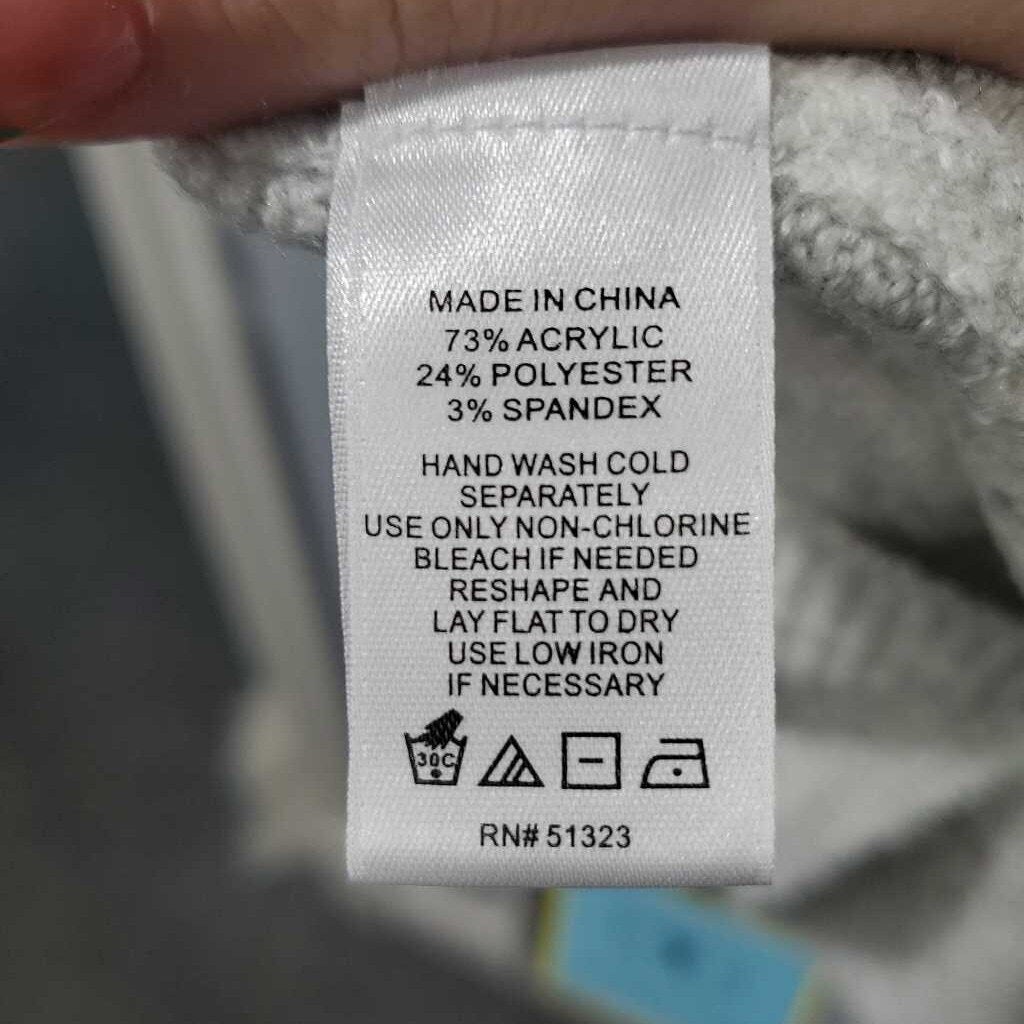 MADE IN CHINA
73% ACRYLIC
24% POLYESTER
3% SPANDEX
HAND WASH COLD
SEPARATELY
USE ONLY NON-CHLORINE
BLEACH IF NEEDED
RESHAPE AND
LAY FLAT TO DRY
USE LOW IRON
IF NECESSARY
30C
RN# 51323